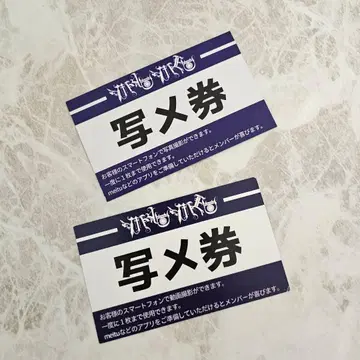 写メ券
お客様のスマートフォンで写真撮影ができます。
一度に1枚まで使用できます。
meituなどのアプリをご準備していただけるとメンバーが喜びます。
写メ券
お客様のスマートフォンで動画撮影ができます。
一度に1枚まで使用できます。
meituなどのアプリをご準備していただけるとメンバーが喜びます。